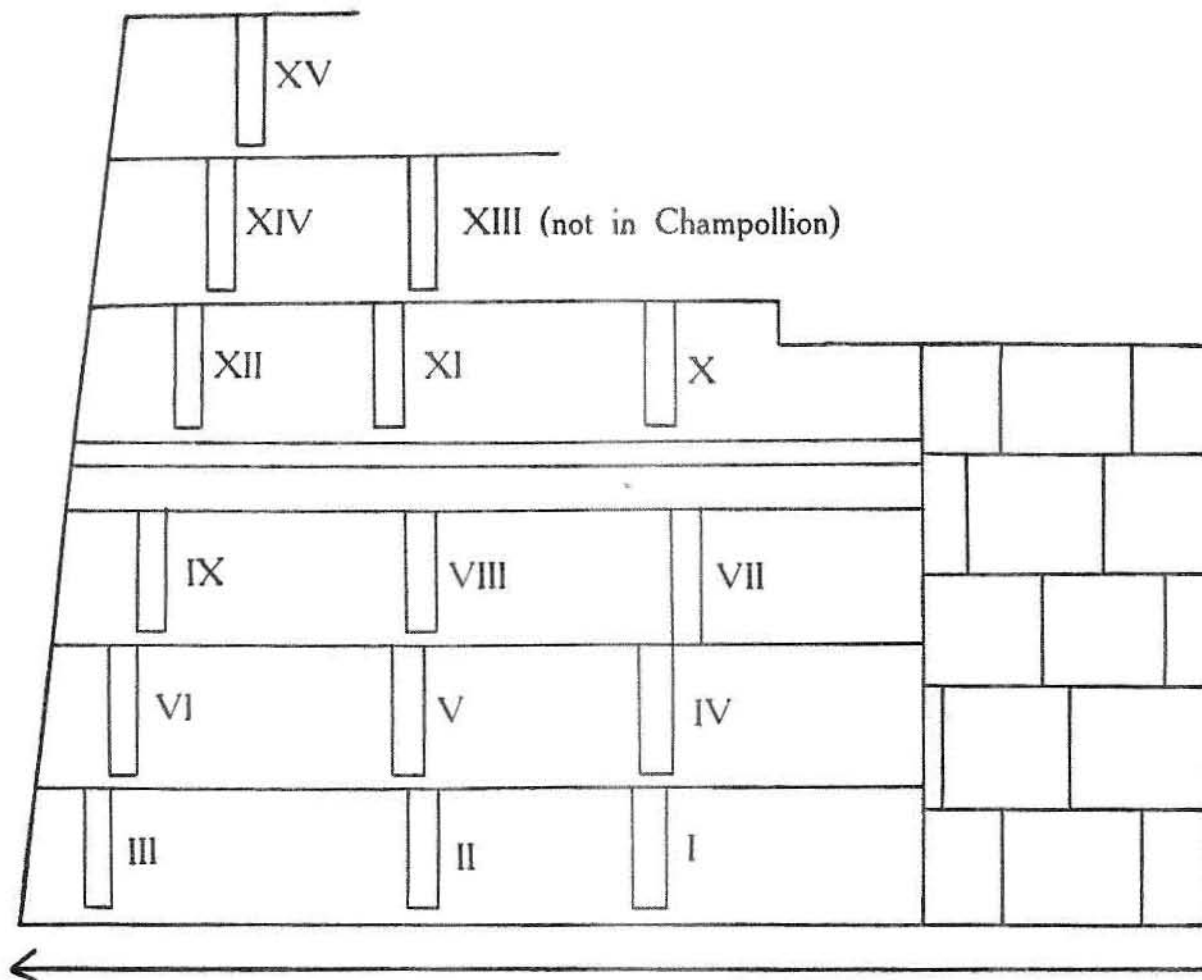 XV
XIV XIII (not in Champollion)
XII XI X
IX VIII VII
VI V IV
III II I